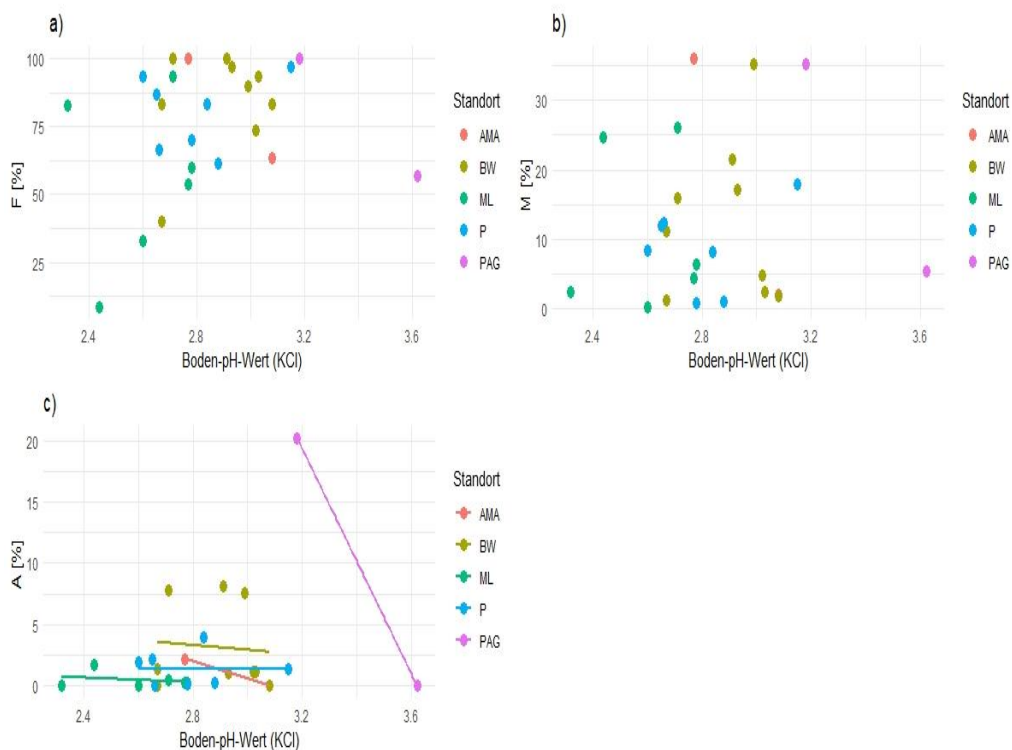 a)
F [%]
100
75
50
25
2.4 2.8 3.2 3.6
Boden-pH-Wert (KCl)
Standort
AMA
BW
ML
P
PAG
b)
M [%]
30
20
10
0
2.4 2.8 3.2 3.6
Boden-pH-Wert (KCl)
Standort
AMA
BW
ML
P
PAG
c)
A [%]
20
15
10
5
0
2.4 2.8 3.2 3.6
Boden-pH-Wert (KCl)
Standort
AMA
BW
ML
P
PAG